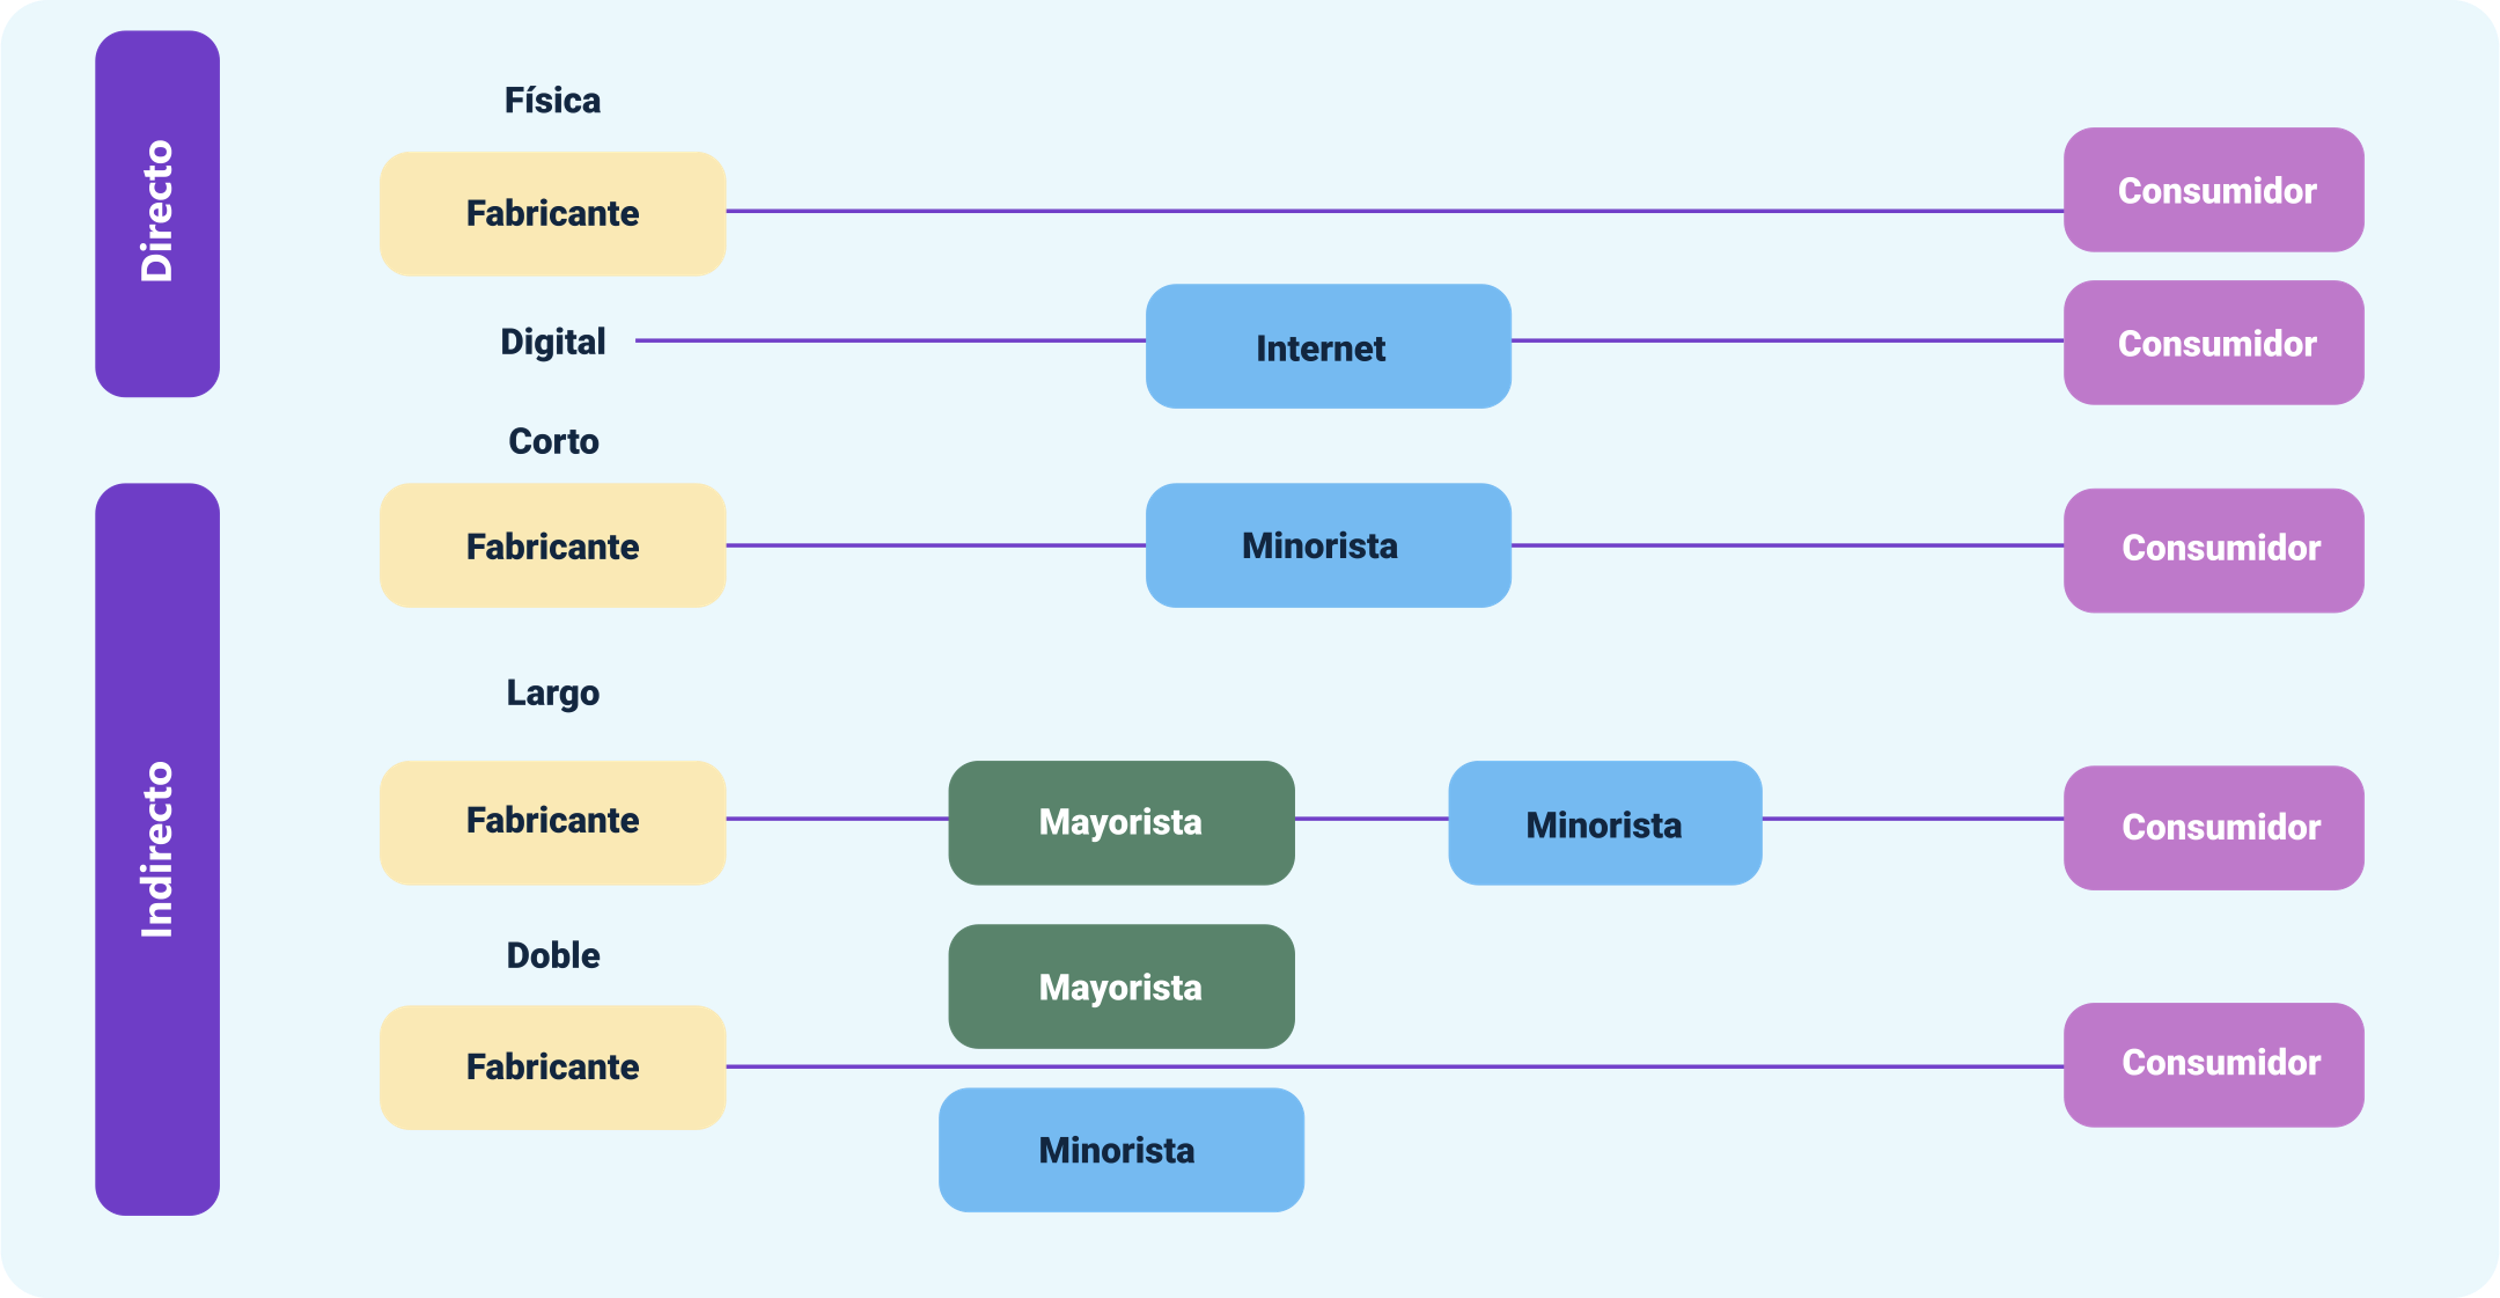 Directo
Física
Fabricante
Consumidor
Digital
Internet
Consumidor
Indirecto
Corto
Fabricante
Minorista
Consumidor
Largo
Fabricante
Mayorista
Minorista
Consumidor
Doble
Mayorista
Fabricante
Consumidor
Minorista